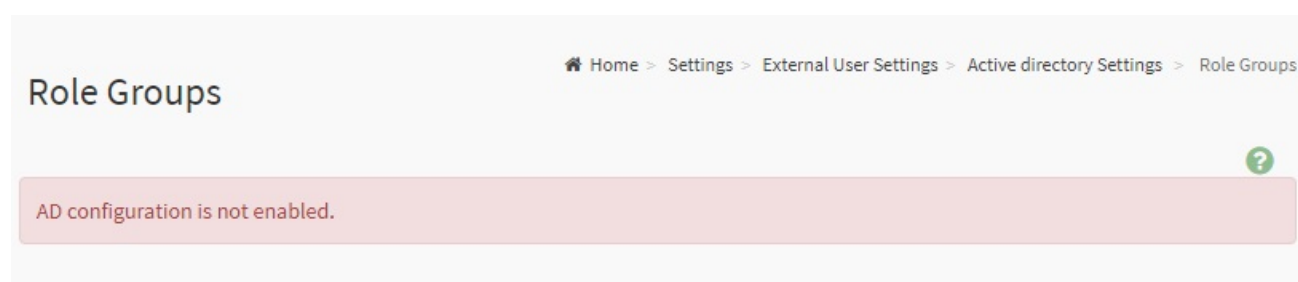 Home > Settings > External User Settings > Active directory Settings > Role Groups
Role Groups
?
AD configuration is not enabled.